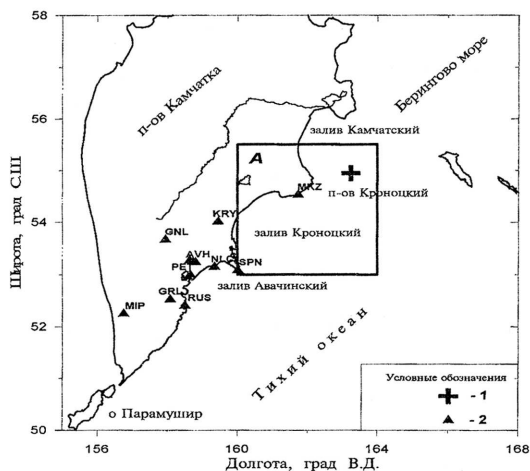 58
56
54
52
50
156
160
164
168
Широта, град С.Ш
Долгота, град В.Д.
п-ов Камчатка
Берингово море
залив Камчатский
A
MKZ
п-ов Кроноцкий
KRY
залив Кроноцкий
GNL
AVH
NLC
SPN
PET
залив Авачинский
GRL
RUS
MIP
Тихий океан
о Парамушир
Условные обозначения
- 1
- 2